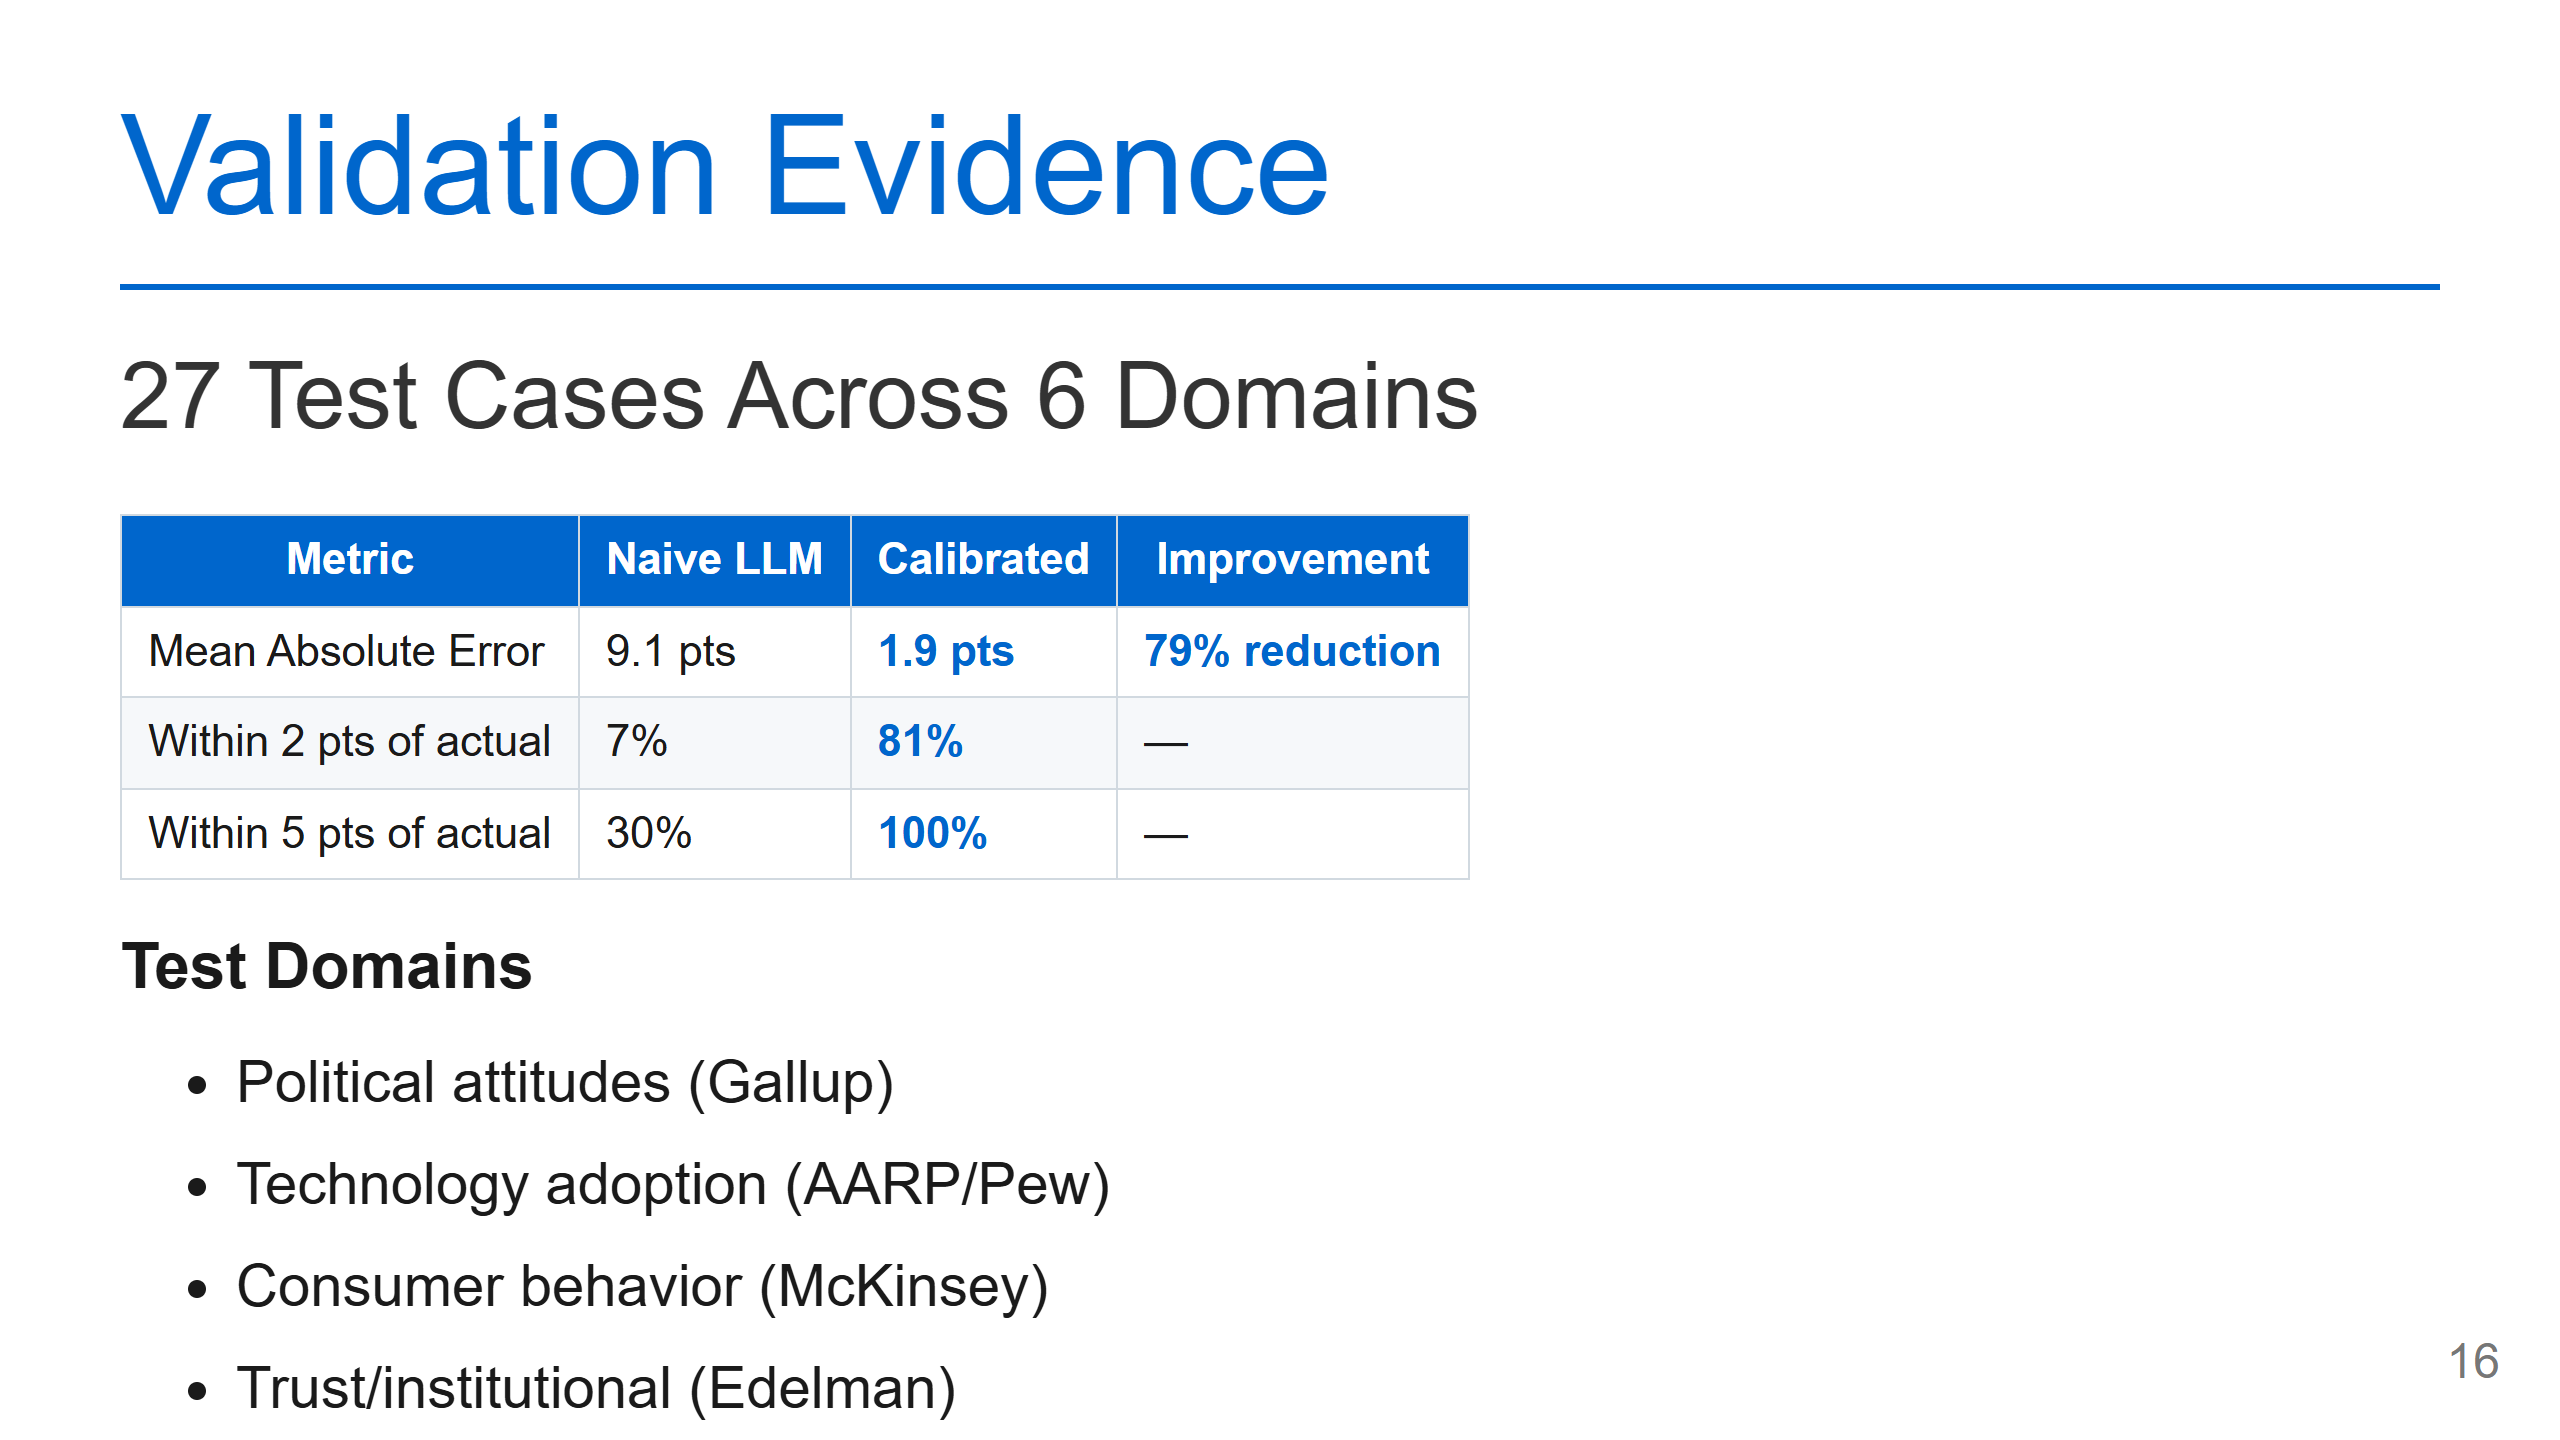 Validation Evidence
27 Test Cases Across 6 Domains
Metric Naive LLM Calibrated Improvement
Mean Absolute Error 9.1 pts 1.9 pts 79% reduction
Within 2 pts of actual 7% 81% —
Within 5 pts of actual 30% 100% —
Test Domains
• Political attitudes (Gallup)
• Technology adoption (AARP/Pew)
• Consumer behavior (McKinsey)
• Trust/institutional (Edelman)
16